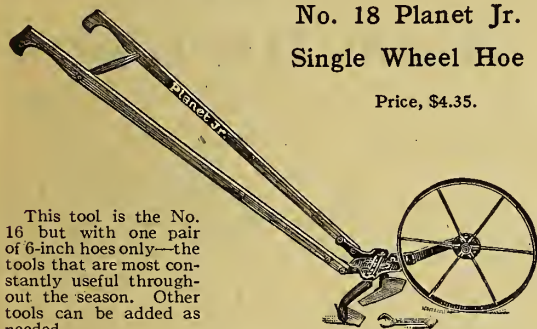 No. 18 Planet Jr.
Single Wheel Hoe
Price, $4.35.
Planet Jr.
This tool is the No.
16 but with one pair
of 6-inch hoes only—the
tools that are most con-
stantly useful through-
out the season. Other
tools can be added as
needed